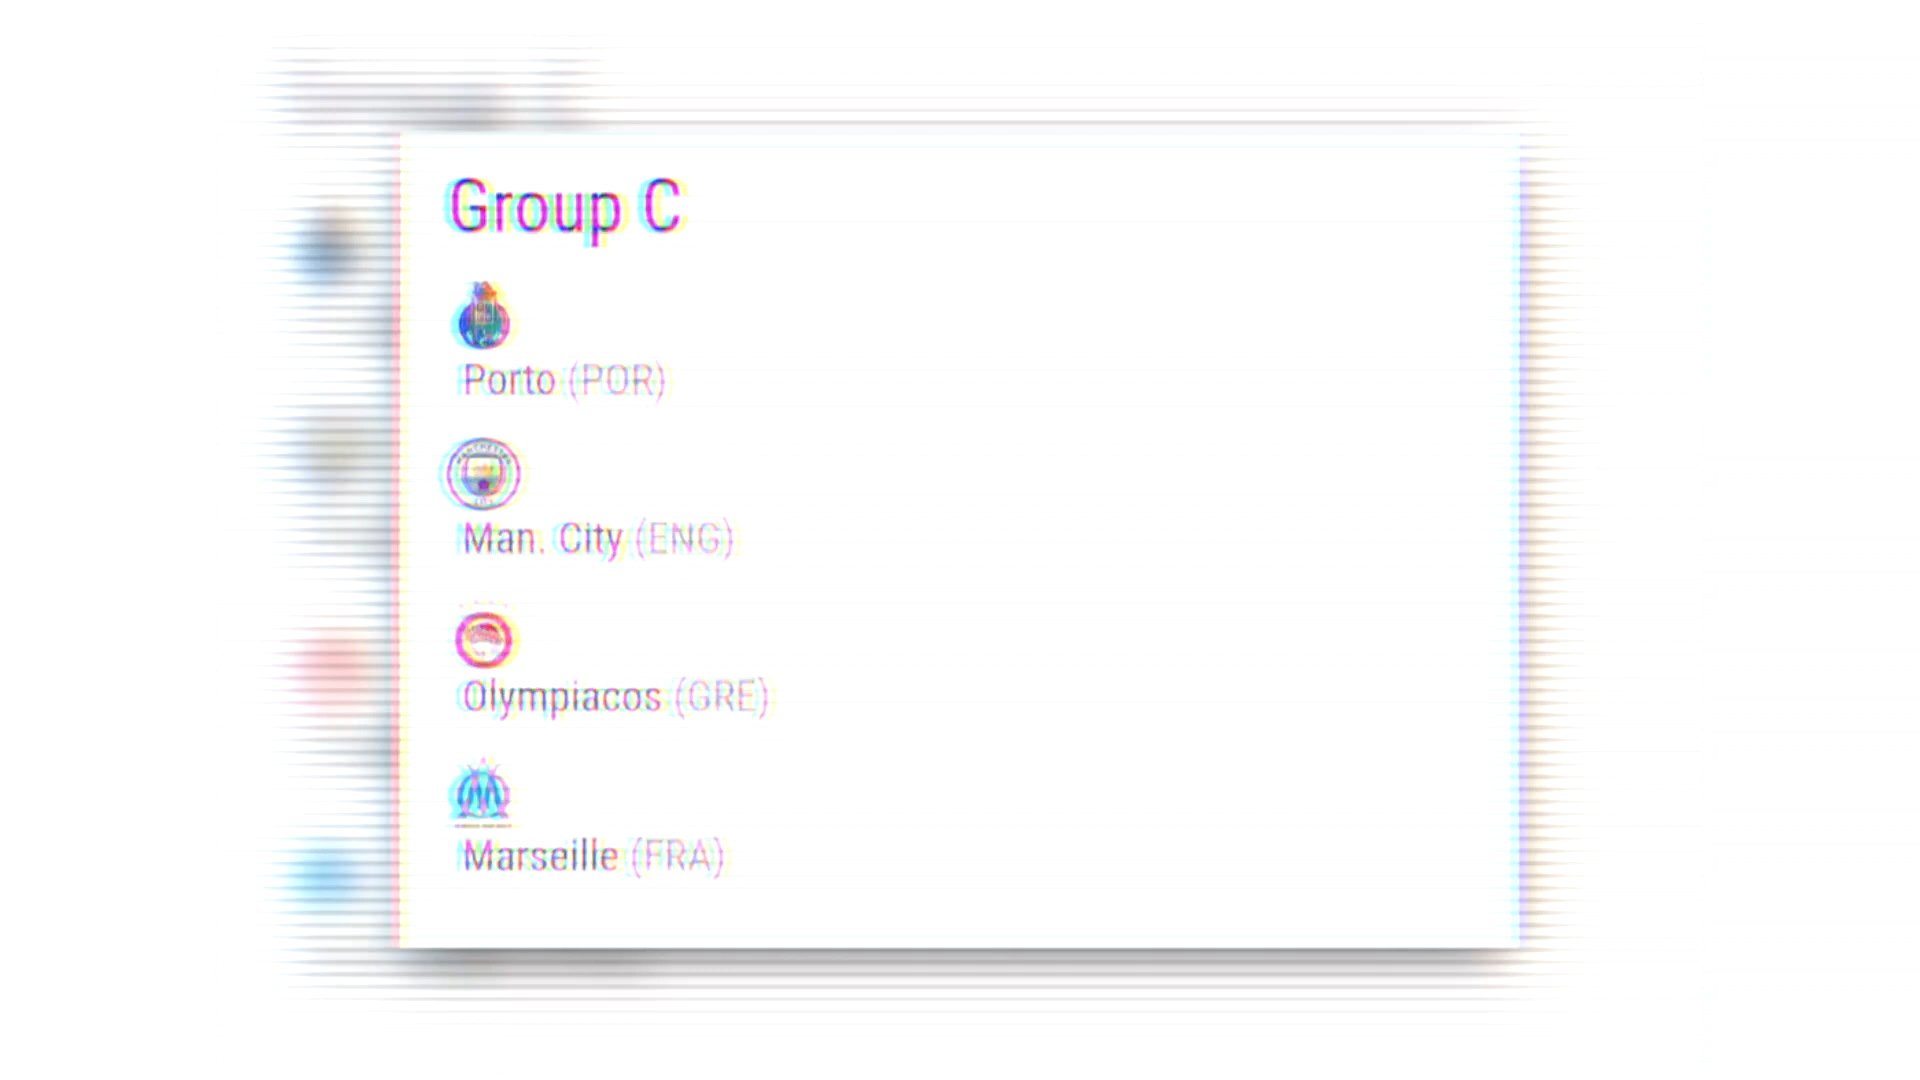 Group C
Porto (POR)
Man. City (ENG)
Olympiacos (GRE)
Marseille (FRA)